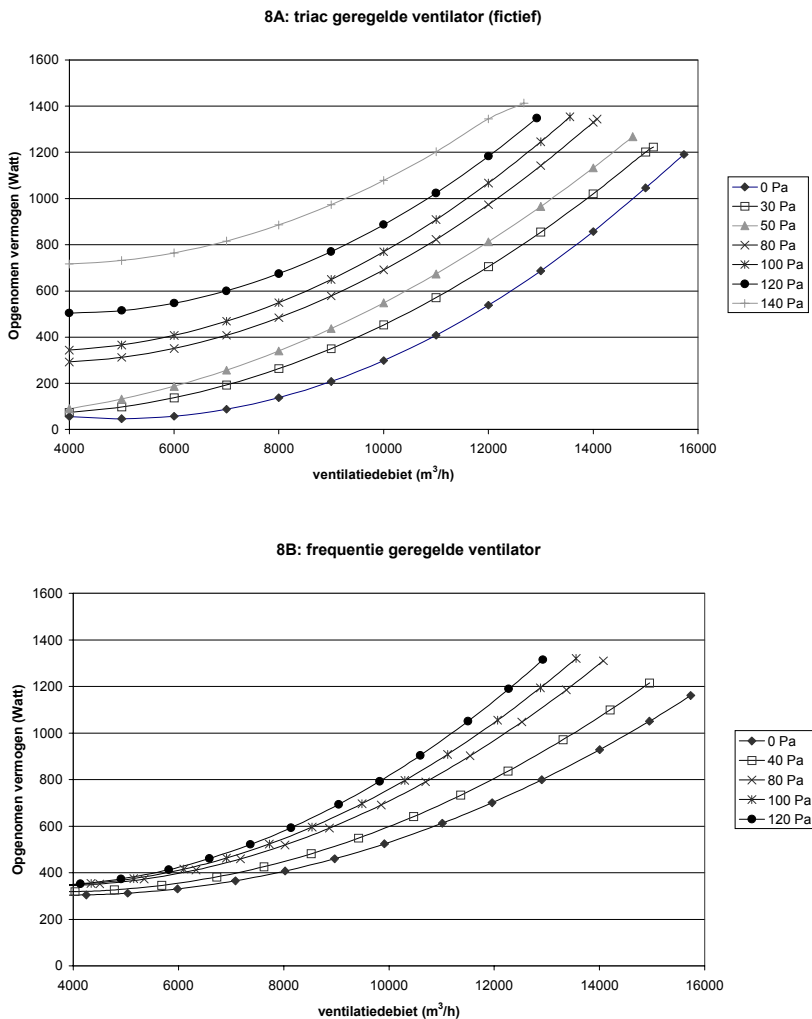 8A: triac geregelde ventilator (fictief)
1600
1400
1200
1000
800
600
400
200
0
4000 6000 8000 10000 12000 14000 16000
ventilatiedebiet (m³/h)
Opgenomen vermogen (Watt)
0 Pa
30 Pa
50 Pa
80 Pa
100 Pa
120 Pa
140 Pa
8B: frequentie geregelde ventilator
1600
1400
1200
1000
800
600
400
200
0
4000 6000 8000 10000 12000 14000 16000
ventilatiedebiet (m³/h)
Opgenomen vermogen (Watt)
0 Pa
40 Pa
80 Pa
100 Pa
120 Pa